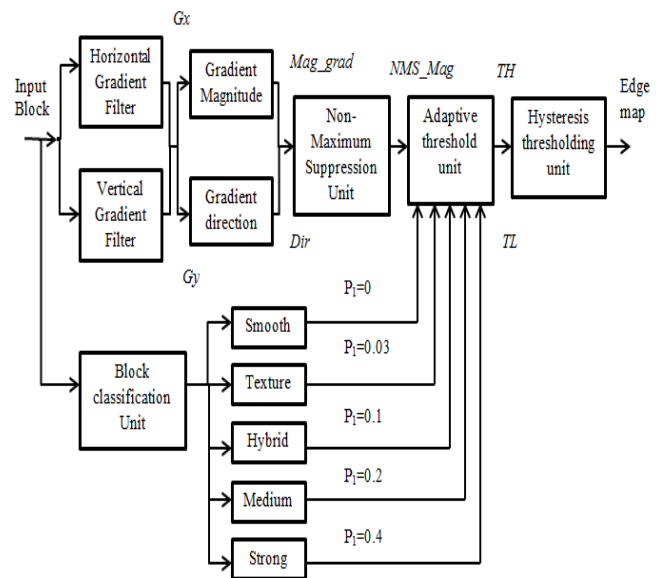 Gx
Input
Block
Horizontal
Gradient
Filter
Gradient
Magnitude
Mag_grad
NMS_Mag
TH
Edge
map
Non-
Maximum
Suppression
Unit
Adaptive
threshold
unit
Hysteresis
thresholding
unit
Vertical
Gradient
Filter
Gradient
direction
Gy
Dir
TL
Block
classification
Unit
P₁=0
Smooth
P₁=0.03
Texture
P₁=0.1
Hybrid
P₁=0.2
Medium
P₁=0.4
Strong